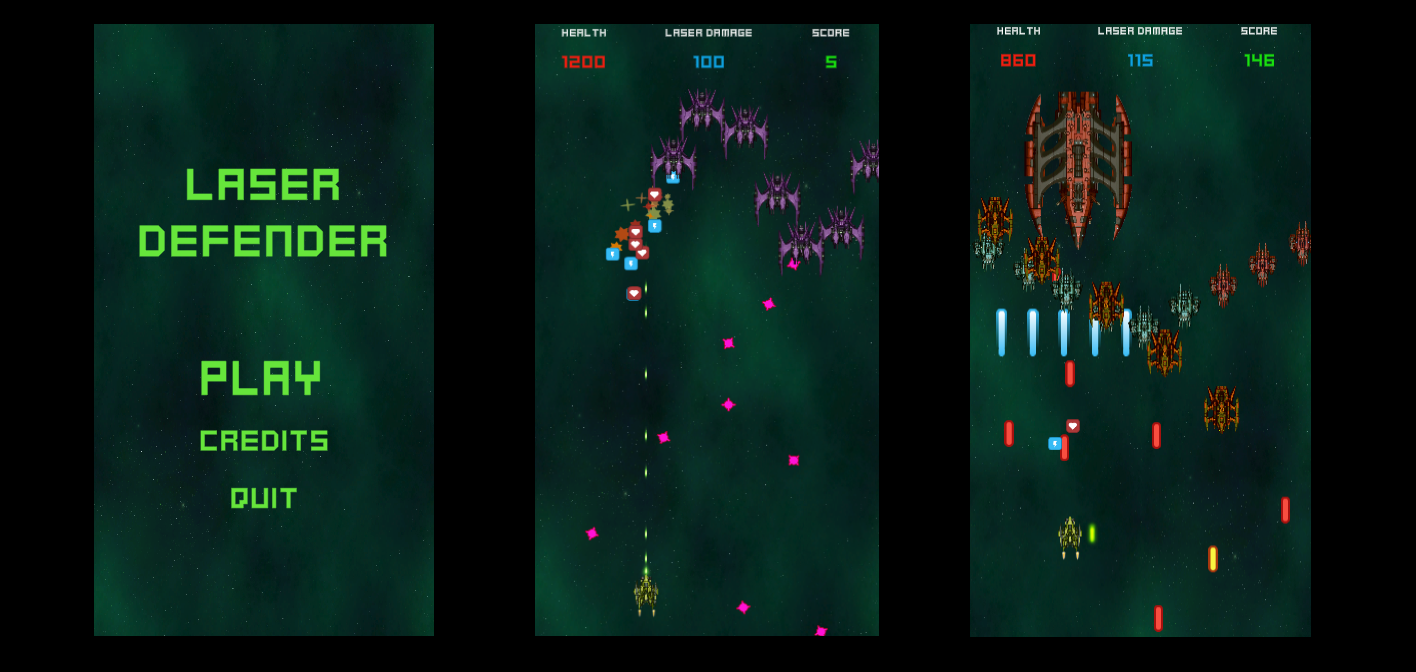 LASER
DEFENDER
PLAY
CREDITS
QUIT
HEALTH LASER DAMAGE SCORE
1200 100 5
HEALTH LASER DAMAGE SCORE
860 115 146